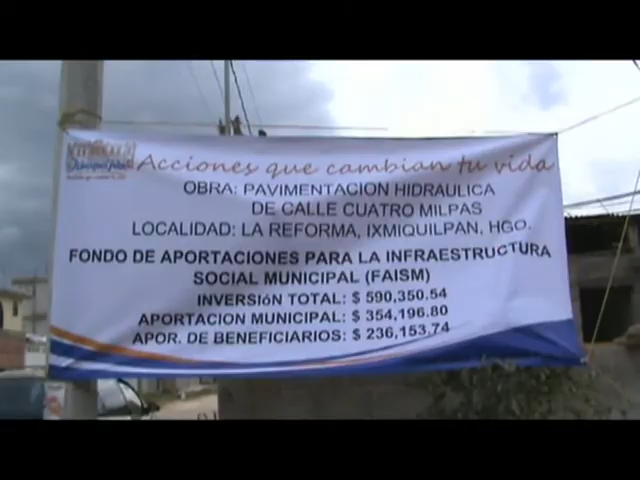 Acciones que cambian tu vida
OBRA: PAVIMENTACION HIDRAULICA
DE CALLE CUATRO MILPAS
LOCALIDAD: LA REFORMA, IXMIQUILPAN, HGO.
FONDO DE APORTACIONES PARA LA INFRAESTRUCTURA
SOCIAL MUNICIPAL (FAISM)
INVERSIÓN TOTAL: $ 590,350.54
APORTACION MUNICIPAL: $ 354,196.80
APOR. DE BENEFICIARIOS: $ 236,153.74